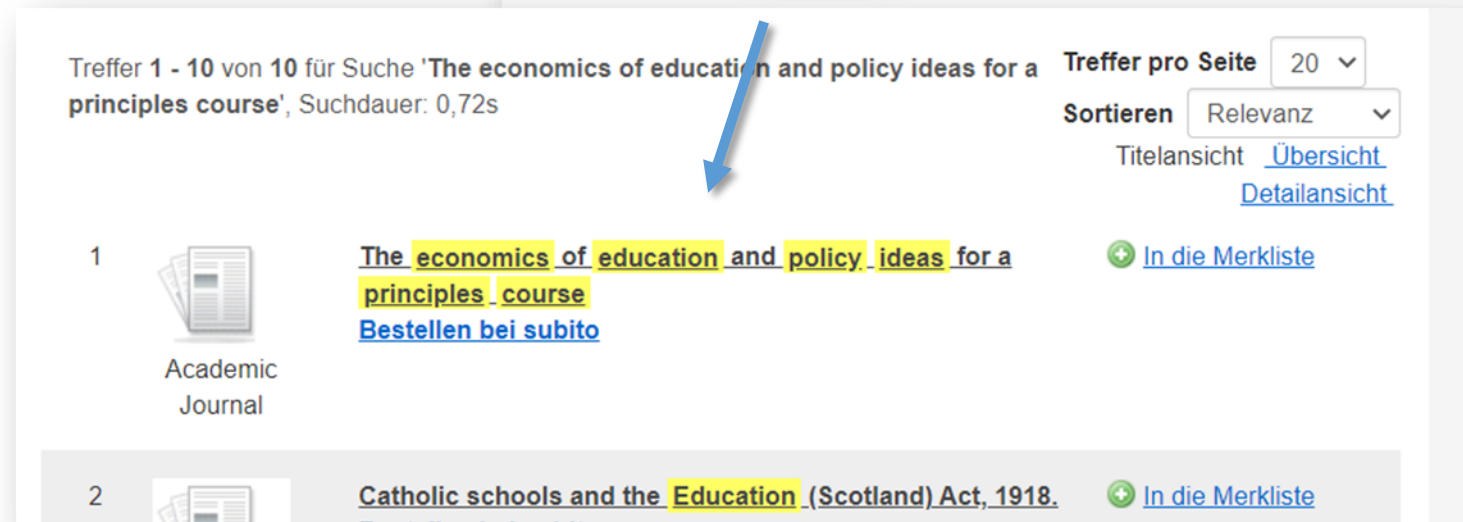 Treffer 1 - 10 von 10 für Suche 'The economics of education and policy ideas for a
principles course', Suchdauer: 0,72s
Treffer pro Seite 20
Sortieren Relevanz
Titelansicht Übersicht
Detailansicht
1
The economics of education and policy ideas for a
principles course
Bestellen bei subito
In die Merkliste
Academic
Journal
2
Catholic schools and the Education (Scotland) Act, 1918.
In die Merkliste